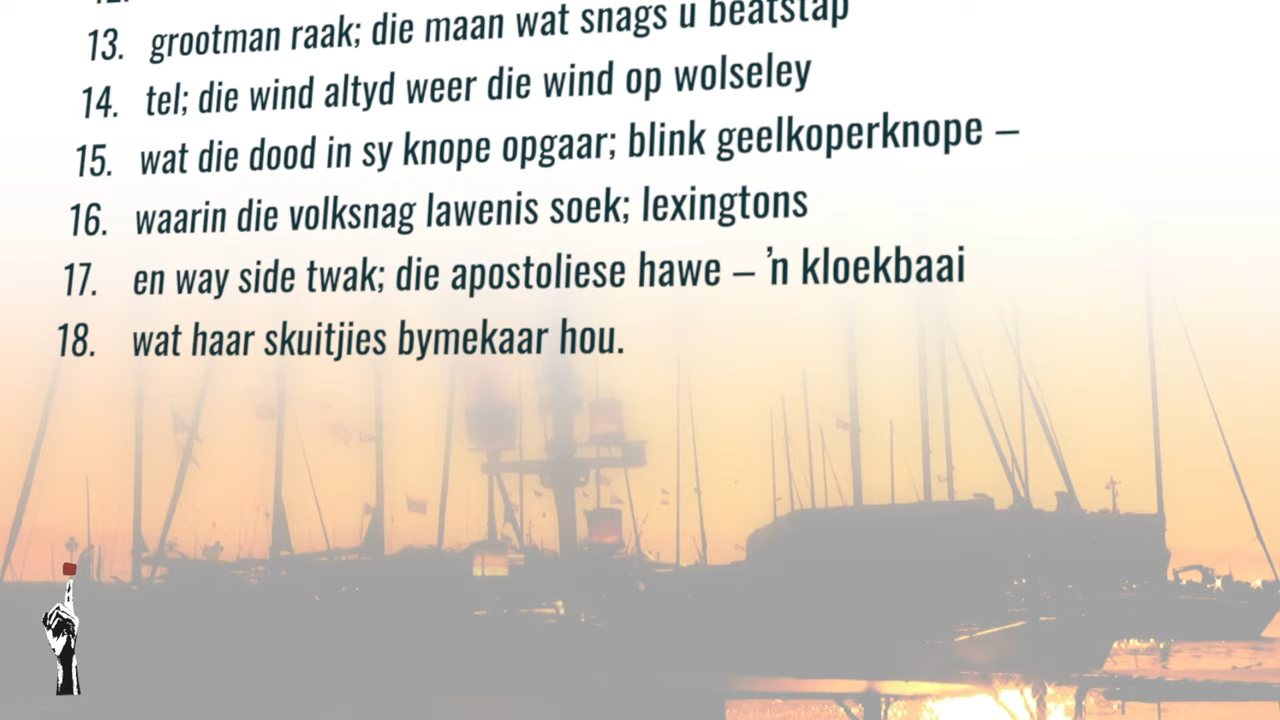 12.
13. grootman raak; die maan wat snags u beatstap
14. tel; die wind altyd weer die wind op wolseley
15. wat die dood in sy knope opgaar; blink geelkoperknope –
16. waarin die volksnag lawenis soek; lexingtons
17. en way side twak; die apostoliese hawe – ’n kloekbaai
18. wat haar skuitjies bymekaar hou.